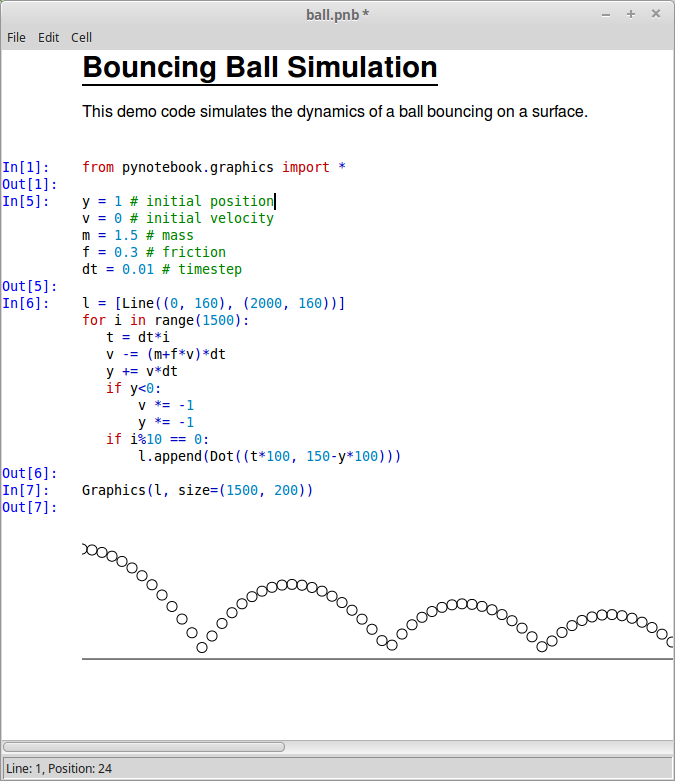 ball.pnb *
File Edit Cell
Bouncing Ball Simulation
This demo code simulates the dynamics of a ball bouncing on a surface.
In[1]: from pynotebook.graphics import *
Out[1]:
In[5]: y = 1 # initial position
v = 0 # initial velocity
m = 1.5 # mass
f = 0.3 # friction
dt = 0.01 # timestep
Out[5]:
In[6]: l = [Line((0, 160), (2000, 160))]
for i in range(1500):
   t = dt*i
   v -= (m+f*v)*dt
   y += v*dt
   if y<0:
       v *= -1
       y *= -1
   if i%10 == 0:
       l.append(Dot((t*100, 150-y*100)))
Out[6]:
In[7]: Graphics(l, size=(1500, 200))
Out[7]:
Line: 1, Position: 24